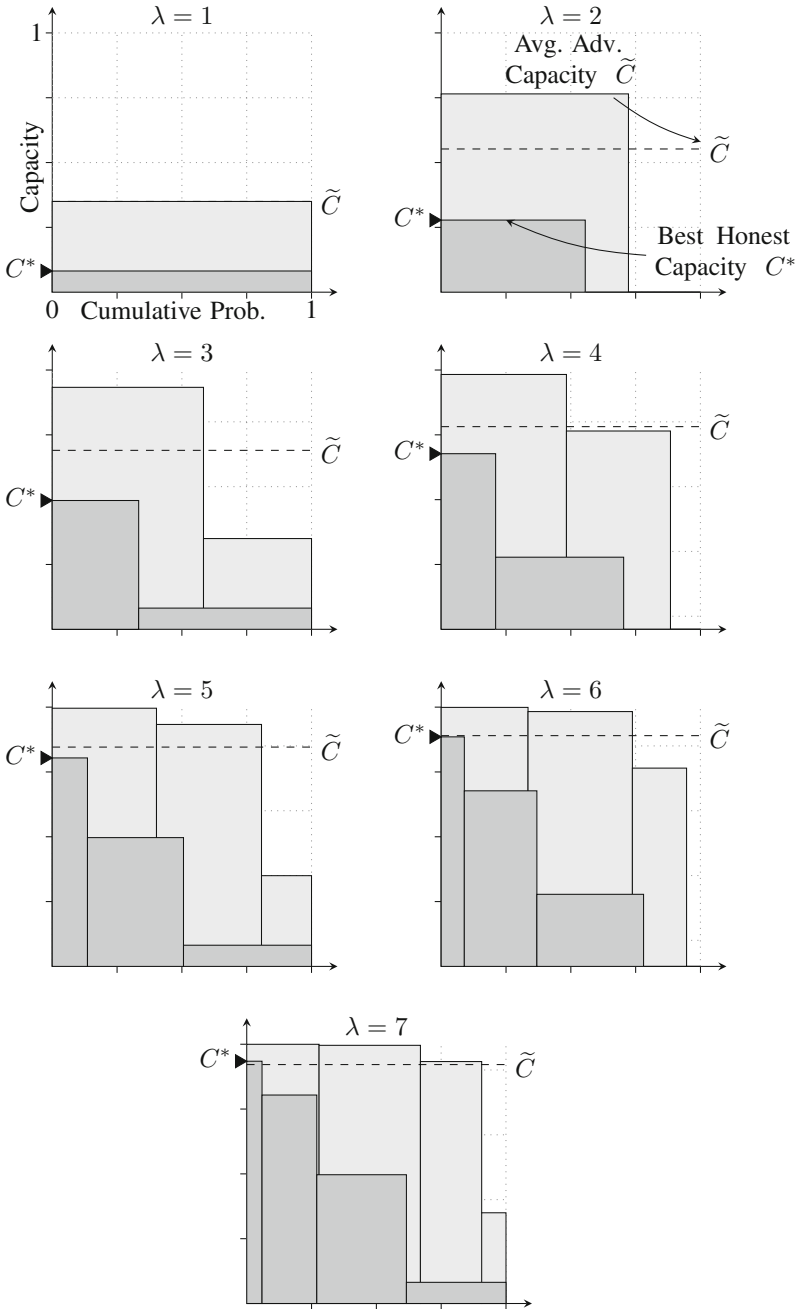 λ = 1
1
Capacity
C̃
C*
0 Cumulative Prob. 1
λ = 2
Avg. Adv.
Capacity C̃
C̃
C*
Best Honest
Capacity C*
λ = 3
C̃
C*
λ = 4
C̃
C*
λ = 5
C̃
C*
λ = 6
C*
C̃
λ = 7
C*
C̃